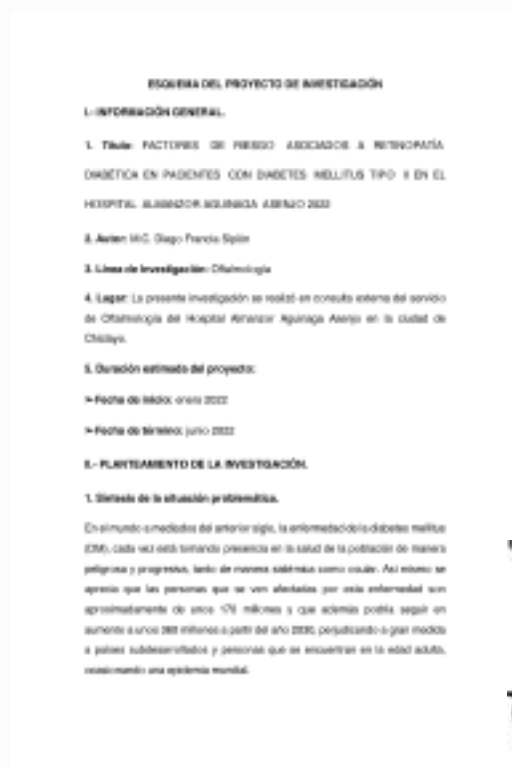 ESQUEMA DEL PROYECTO DE INVESTIGACIÓN
I.- INFORMACIÓN GENERAL.
1. Título: FACTORES DE RIESGO ASOCIADOS A RETINOPATÍA
DIABÉTICA EN PACIENTES CON DIABETES MELLITUS TIPO II EN EL
HOSPITAL ALMANZOR AGUINAGA ASENJO 2022
2. Autor: M.C. Diego Francia
3. Línea de Investigación: Oftalmología
4. Lugar: La presente investigación se realizó en consulta externa del servicio
de Oftalmología del Hospital Almanzor Aguinaga Asenjo en la ciudad de
Chiclayo.
5. Duración estimada del proyecto:
➢Fecha de inicio: enero 2022
➢Fecha de término: junio 2022
II.- PLANTEAMIENTO DE LA INVESTIGACIÓN.
1. Síntesis de la situación problemática.
En el mundo a mediados del anterior siglo, la enfermedad de la diabetes mellitus
(DM), cada vez está tomando presencia en la salud de la población de manera
peligrosa y progresiva, tanto de manera sistémica como ocular. Así mismo se
aprecia que las personas que se ven afectadas por esta enfermedad son
aproximadamente de unos 170 millones y que además podría seguir en
aumento a unos 360 millones a partir del año 2030, perjudicando a gran medida
a países subdesarrollados y personas que se encuentran en la edad adulta,
ocasionando una epidemia mundial.